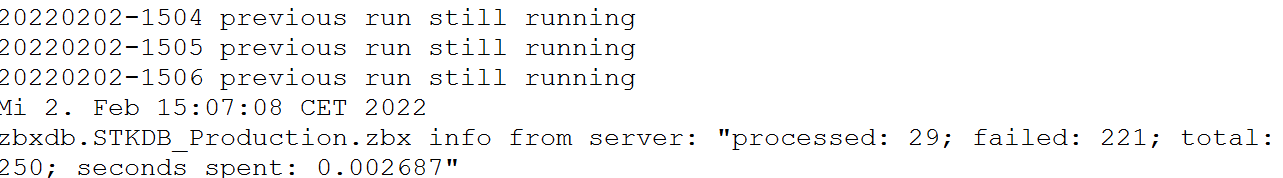 20220202-1504 previous run still running
20220202-1505 previous run still running
20220202-1506 previous run still running
Mi 2. Feb 15:07:08 CET 2022
zbxdb.STKDB_Production.zbx info from server: "processed: 29; failed: 221; total:
250; seconds spent: 0.002687"